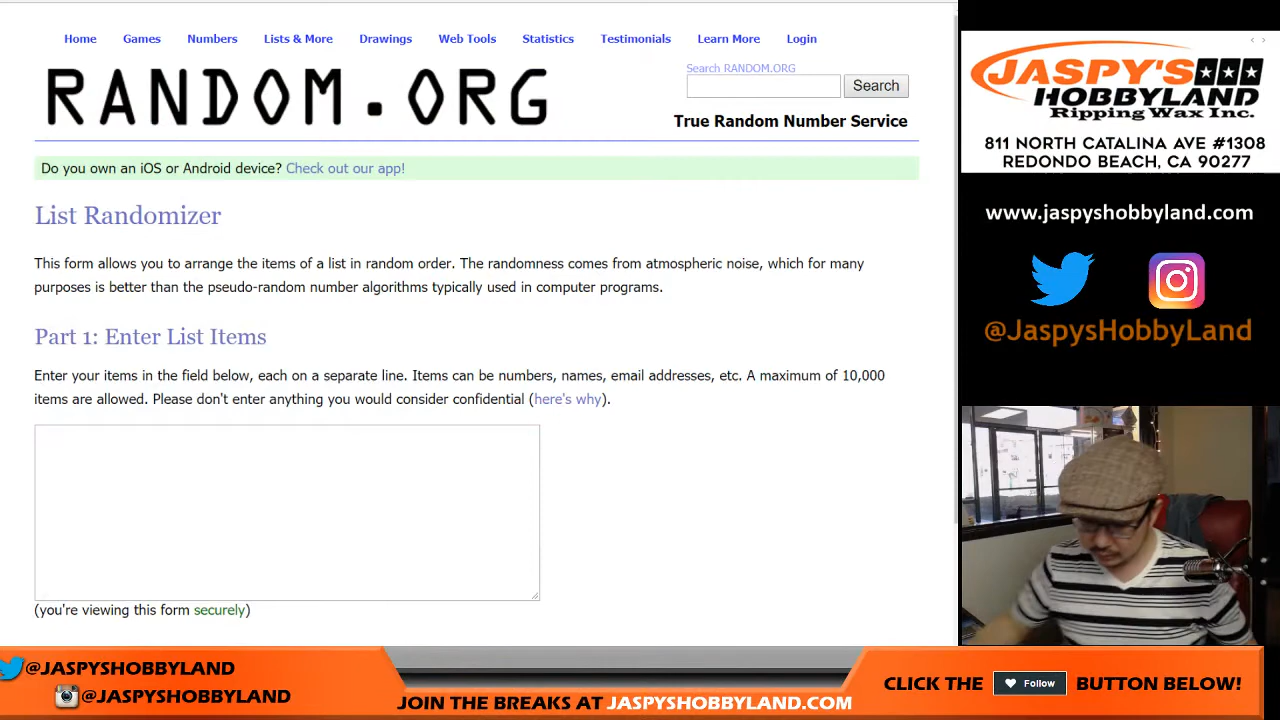 Home Games Numbers Lists & More Drawings Web Tools Statistics Testimonials Learn More Login
RANDOM.ORG
Search RANDOM.ORG
Search
True Random Number Service
Do you own an iOS or Android device? Check out our app!
List Randomizer
This form allows you to arrange the items of a list in random order. The randomness comes from atmospheric noise, which for many
purposes is better than the pseudo-random number algorithms typically used in computer programs.
Part 1: Enter List Items
Enter your items in the field below, each on a separate line. Items can be numbers, names, email addresses, etc. A maximum of 10,000
items are allowed. Please don't enter anything you would consider confidential (here's why).
(you're viewing this form securely)
JASPY'S
HOBBYLAND
Ripping Wax Inc.
811 NORTH CATALINA AVE #1308
REDONDO BEACH, CA 90277
www.jaspyshobbyland.com
@JaspysHobbyLand
@JASPYSHOBBYLAND
@JASPYSHOBBYLAND
JOIN THE BREAKS AT JASPYSHOBBYLAND.COM
CLICK THE Follow BUTTON BELOW!